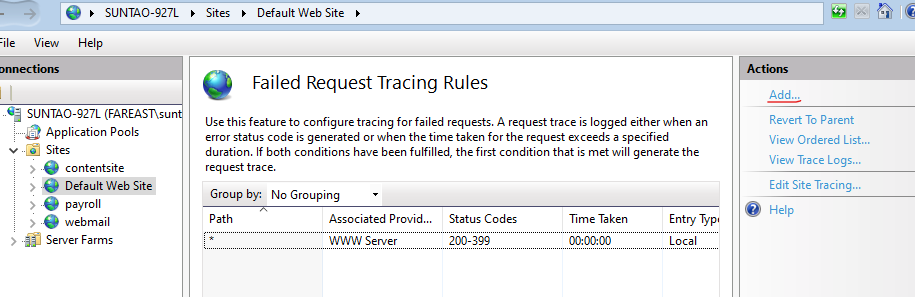 SUNTAO-927L
Sites
Default Web Site
File
View
Help
Connections
SUNTAO-927L (FAREAST\sunt
Application Pools
Sites
contentsite
Default Web Site
payroll
webmail
Server Farms
Failed Request Tracing Rules
Use this feature to configure tracing for failed requests. A request trace is logged either when an
error status code is generated or when the time taken for the request exceeds a specified
duration. If both conditions have been fulfilled, the first condition that is met will generate the
request trace.
Group by: No Grouping
Path Associated Provid... Status Codes Time Taken Entry Type
* WWW Server 200-399 00:00:00 Local
Actions
Add...
Revert To Parent
View Ordered List...
View Trace Logs...
Edit Site Tracing...
Help